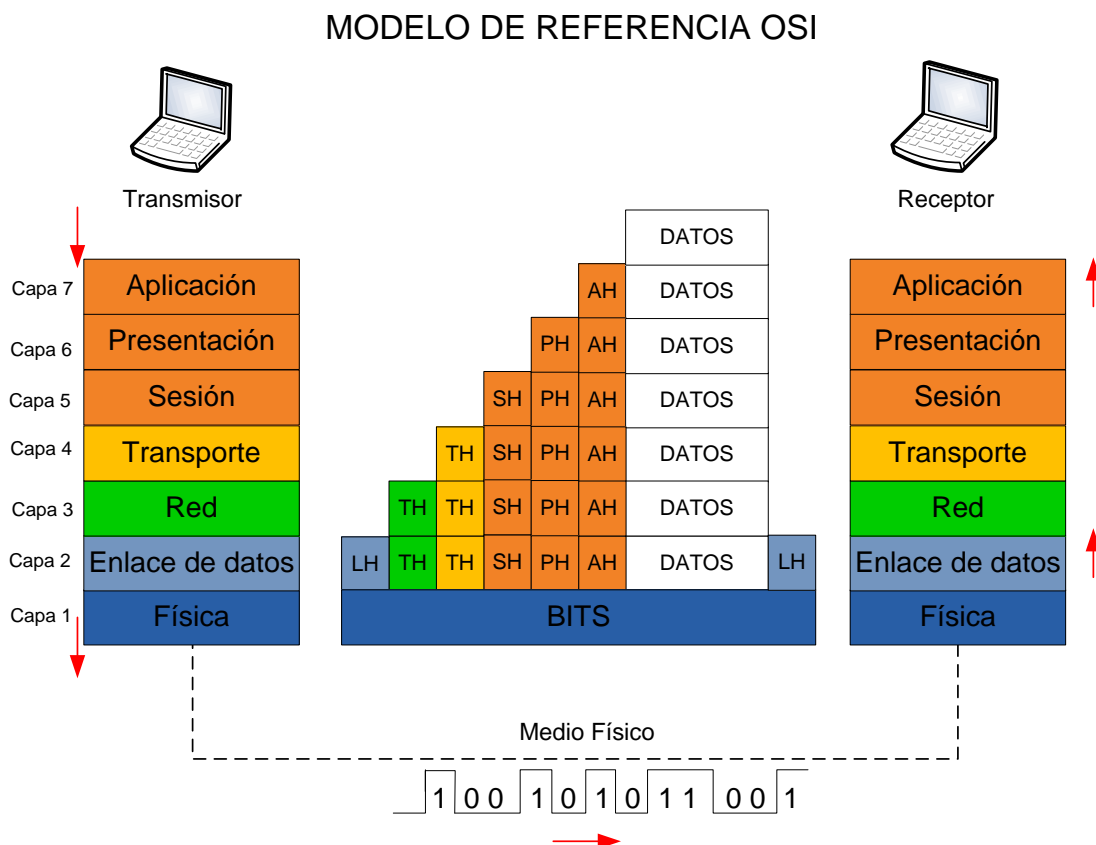 MODELO DE REFERENCIA OSI
Transmisor
Receptor
DATOS
Capa 7 Aplicación AH DATOS Aplicación
Capa 6 Presentación PH AH DATOS Presentación
Capa 5 Sesión SH PH AH DATOS Sesión
Capa 4 Transporte TH SH PH AH DATOS Transporte
Capa 3 Red TH TH SH PH AH DATOS Red
Capa 2 Enlace de datos LH TH TH SH PH AH DATOS LH Enlace de datos
Capa 1 Física BITS Física
Medio Físico
1 0 0 1 0 1 0 1 1 0 0 1